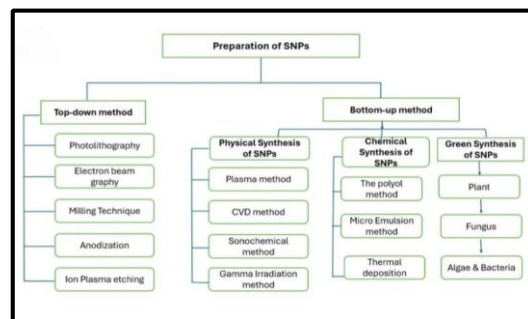 Preparation of SNPs
Top-down method
Bottom-up method
Photolithography
Electron beam
graphy
Milling Technique
Anodization
Ion Plasma etching
Physical Synthesis
of SNPs
Plasma method
CVD method
Sonochemical
method
Gamma Irradiation
method
Chemical
Synthesis of
SNPs
The polyol
method
Micro Emulsion
method
Thermal
deposition
Green Synthesis
of SNPs
Plant
Fungus
Algae & Bacteria